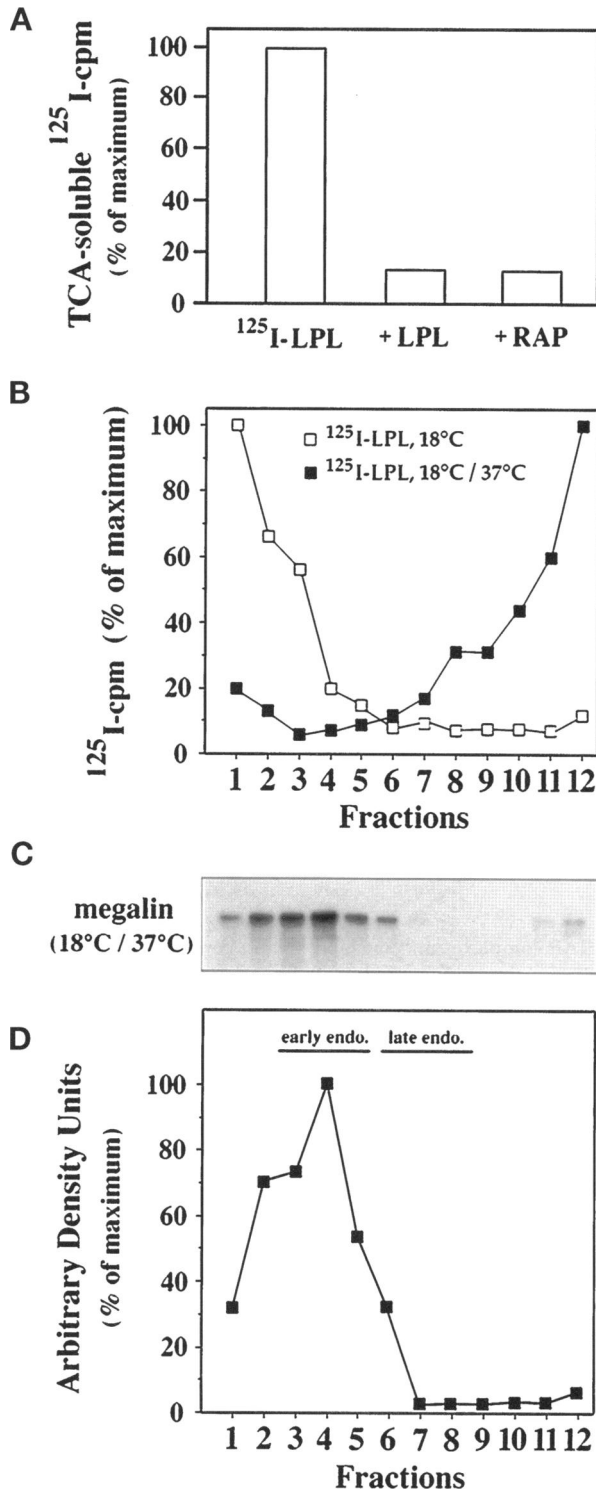 A
TCA-soluble ¹²⁵I-cpm
(% of maximum)
100
80
60
40
20
0
¹²⁵I-LPL
+ LPL
+ RAP
B
¹²⁵I-cpm (% of maximum)
100
80
60
40
20
0
¹²⁵I-LPL, 18°C
¹²⁵I-LPL, 18°C / 37°C
1 2 3 4 5 6 7 8 9 10 11 12
Fractions
C
megalin
(18°C / 37°C)
D
Arbitrary Density Units
(% of maximum)
early endo. late endo.
100
80
60
40
20
0
1 2 3 4 5 6 7 8 9 10 11 12
Fractions